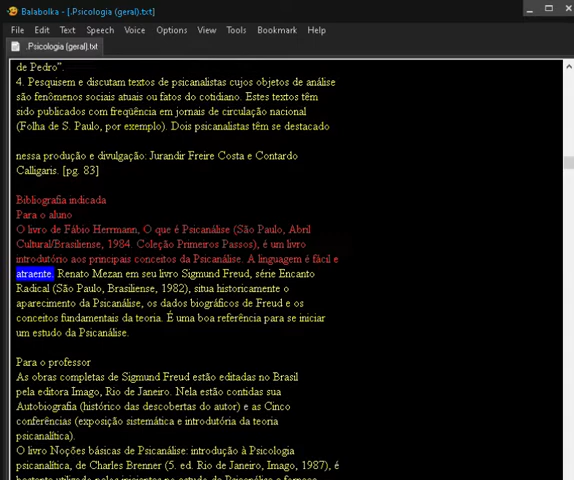 Balabolka - [.Psicologia (geral).txt]
File Edit Text Speech Voice Options View Tools Bookmark Help
.Psicologia (geral).txt
de Pedro".
4. Pesquisem e discutam textos de psicanalistas cujos objetos de análise
são fenômenos sociais atuais ou fatos do cotidiano. Estes textos têm
sido publicados com freqüência em jornais de circulação nacional
(Folha de S. Paulo, por exemplo). Dois psicanalistas têm se destacado
nessa produção e divulgação: Jurandir Freire Costa e Contardo
Calligaris. [pg. 83]
Bibliografia indicada
Para o aluno
O livro de Fábio Herrmann, O que é Psicanálise (São Paulo, Abril
Cultural/Brasiliense, 1984. Coleção Primeiros Passos), é um livro
introdutório aos principais conceitos da Psicanálise. A linguagem é fácil e
atraente. Renato Mezan em seu livro Sigmund Freud, série Encanto
Radical (São Paulo, Brasiliense, 1982), situa historicamente o
aparecimento da Psicanálise, os dados biográficos de Freud e os
conceitos fundamentais da teoria. É uma boa referência para se iniciar
um estudo da Psicanálise.
Para o professor
As obras completas de Sigmund Freud estão editadas no Brasil
pela editora Imago, Rio de Janeiro. Nela estão contidas sua
Autobiografia (histórico das descobertas do autor) e as Cinco
conferências (exposição sistemática e introdutória da teoria
psicanalítica).
O livro Noções básicas de Psicanálise: introdução à Psicologia
psicanalítica, de Charles Brenner (5. ed. Rio de Janeiro, Imago, 1987), é